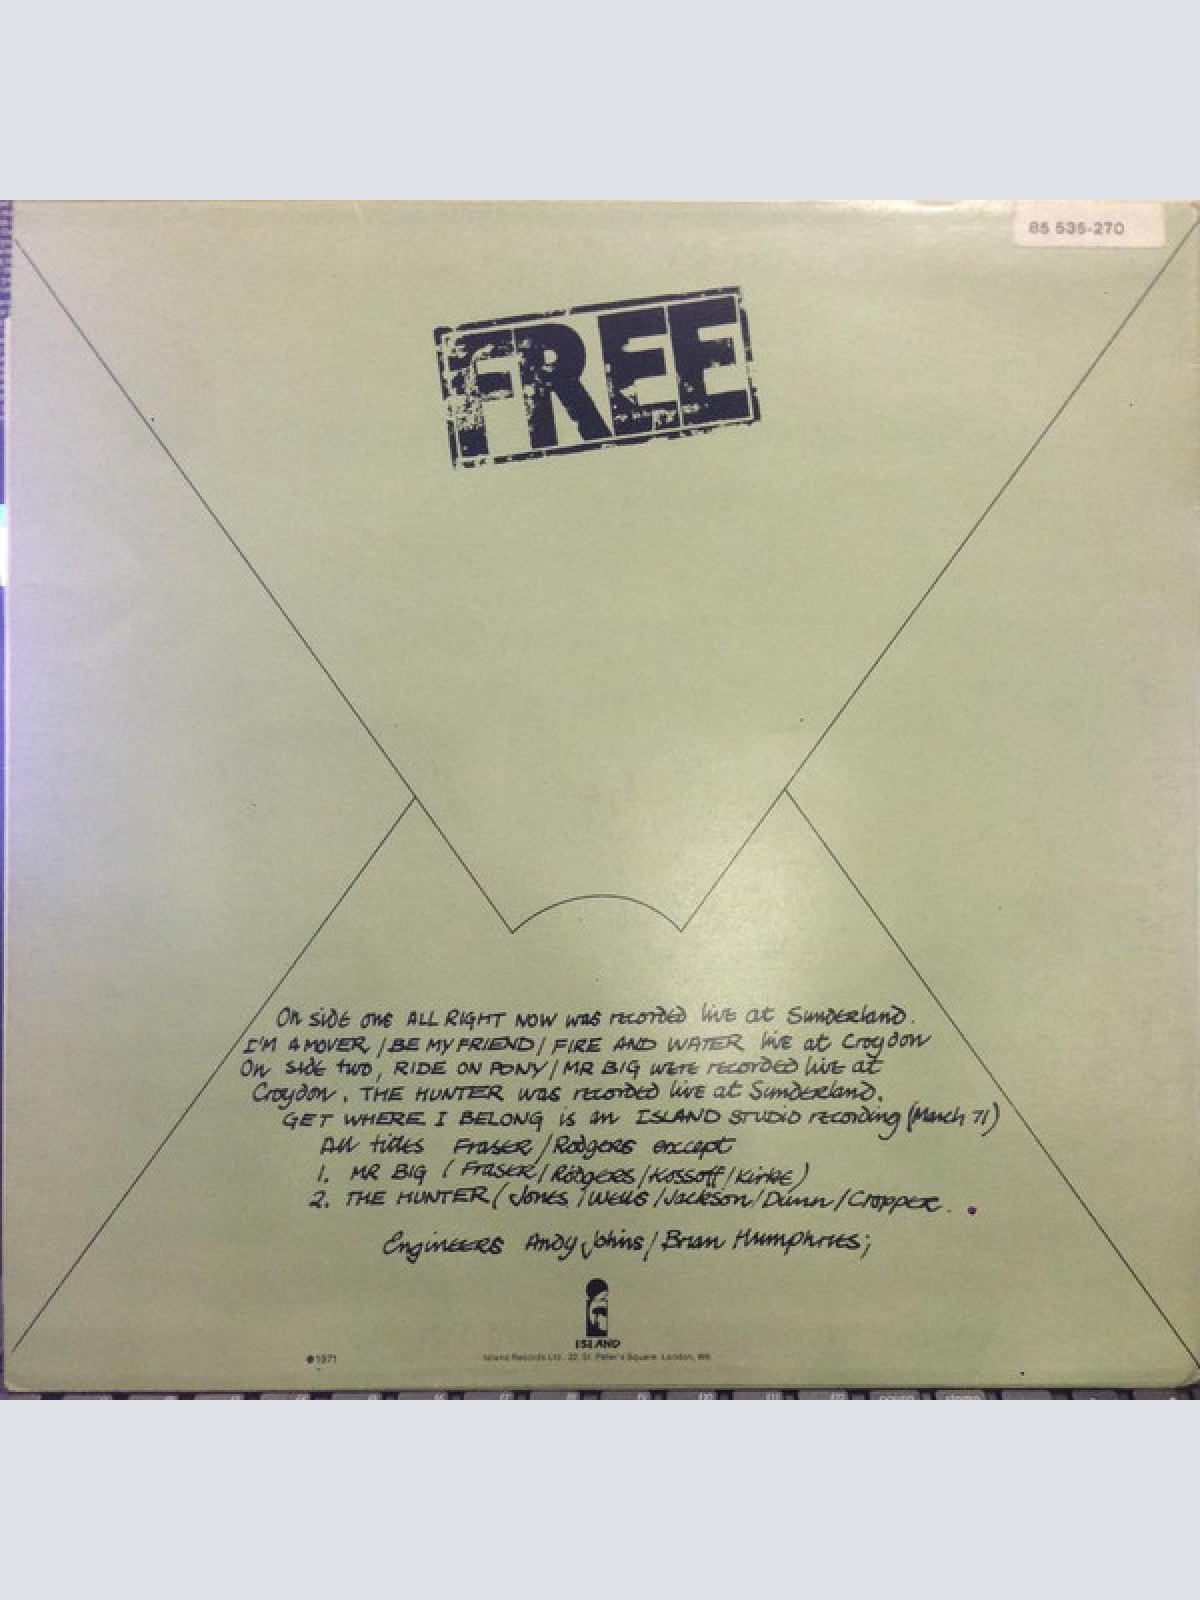 85 535-270
FREE
On side one ALL RIGHT NOW was recorded live at Sunderland.
I'M A MOVER / BE MY FRIEND / FIRE AND WATER live at Croydon
On side two, RIDE ON PONY / MR BIG were recorded live at
Croydon. THE HUNTER was recorded live at Sunderland.
GET WHERE I BELONG is an ISLAND STUDIO recording (March 71)
All titles FRASER / Rodgers except
1. MR BIG ( FRASER / Rodgers / Kossoff / Kirke )
2. THE HUNTER ( Jones / Wells / Jackson / Dunn / Cropper.
Engineers Andy Johns / Brian Humphries;
ISLAND
℗1971 Island Records Ltd. 22, St. Peter's Square, London, W6